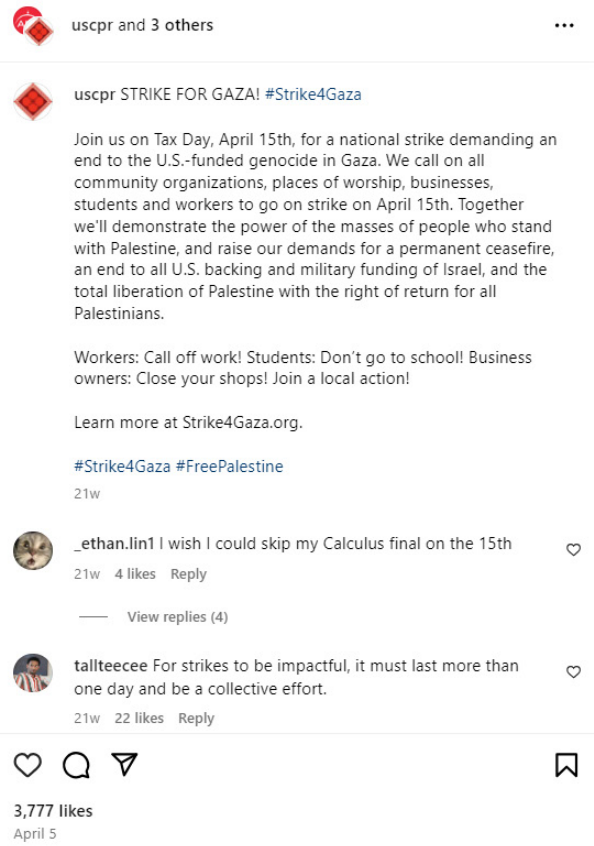 uscpr and 3 others
uscpr STRIKE FOR GAZA! #Strike4Gaza
Join us on Tax Day, April 15th, for a national strike demanding an
end to the U.S.-funded genocide in Gaza. We call on all
community organizations, places of worship, businesses,
students and workers to go on strike on April 15th. Together
we'll demonstrate the power of the masses of people who stand
with Palestine, and raise our demands for a permanent ceasefire,
an end to all U.S. backing and military funding of Israel, and the
total liberation of Palestine with the right of return for all
Palestinians.
Workers: Call off work! Students: Don’t go to school! Business
owners: Close your shops! Join a local action!
Learn more at Strike4Gaza.org.
#Strike4Gaza #FreePalestine
21w
_ethan.lin1 I wish I could skip my Calculus final on the 15th
21w 4 likes Reply
View replies (4)
tallteecee For strikes to be impactful, it must last more than
one day and be a collective effort.
21w 22 likes Reply
3,777 likes
April 5